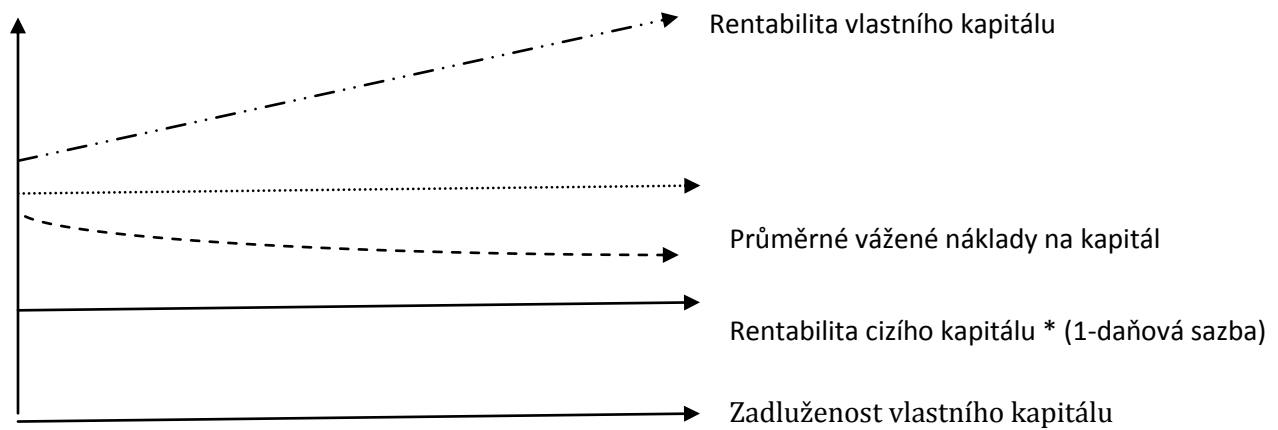 Rentabilita vlastního kapitálu
Průměrné vážené náklady na kapitál
Rentabilita cizího kapitálu * (1-daňová sazba)
Zadluženost vlastního kapitálu